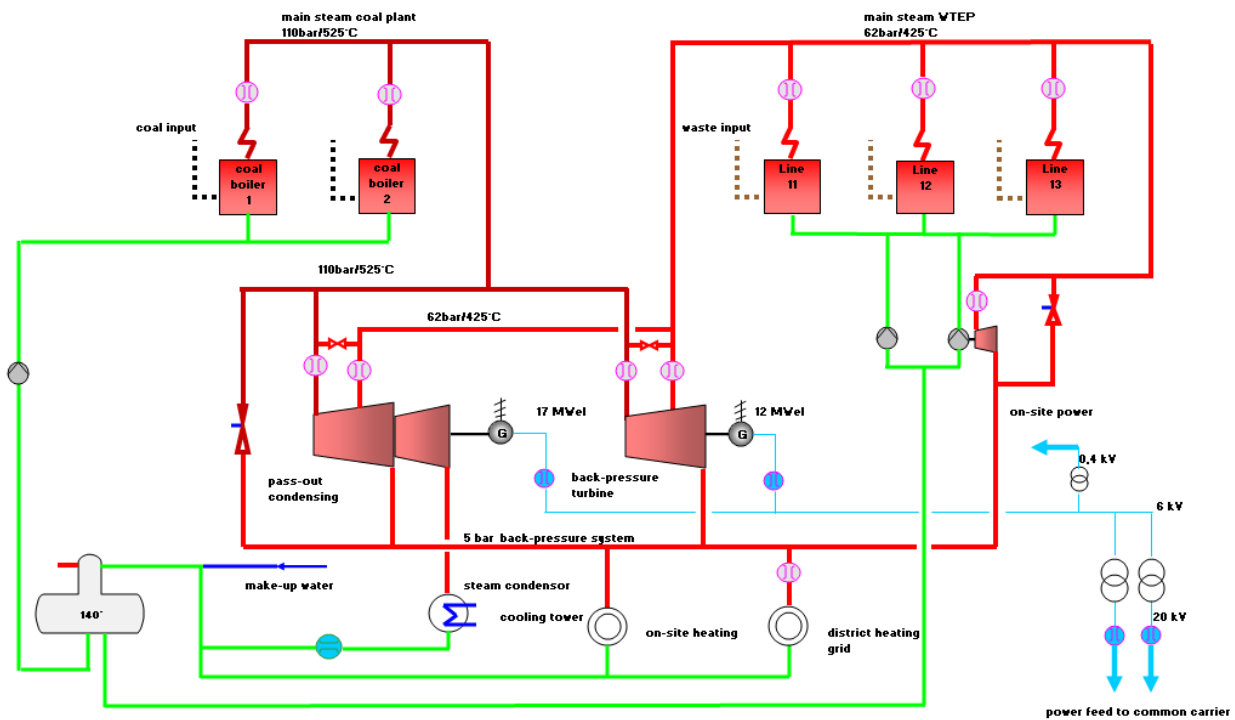 main steam coal plant
110bar/525°C
main steam WTEP
62bar/425°C
coal input
waste input
coal
boiler
1
coal
boiler
2
Line
11
Line
12
Line
13
110bar/525°C
62bar/425°C
17 MWel
12 MWel
on-site power
G
G
pass-out
condensing
back-pressure
turbine
0,4 kV
6 kV
5 bar back-pressure system
make-up water
steam condensor
cooling tower
on-site heating
district heating
grid
140°
20 kV
power feed to common carrier